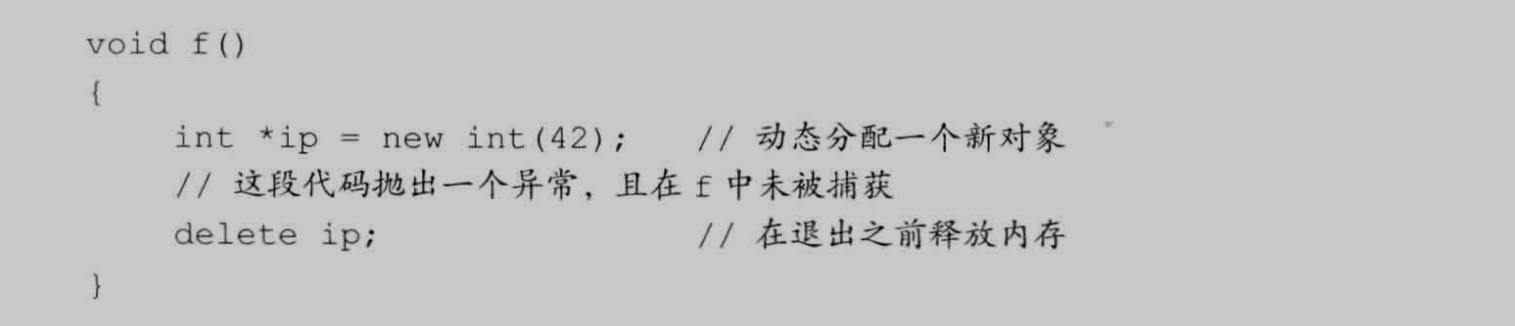 void f()
{
    int *ip = new int(42);    // 动态分配一个新对象
    // 这段代码抛出一个异常，且在 f 中未被捕获
    delete ip;                // 在退出之前释放内存
}